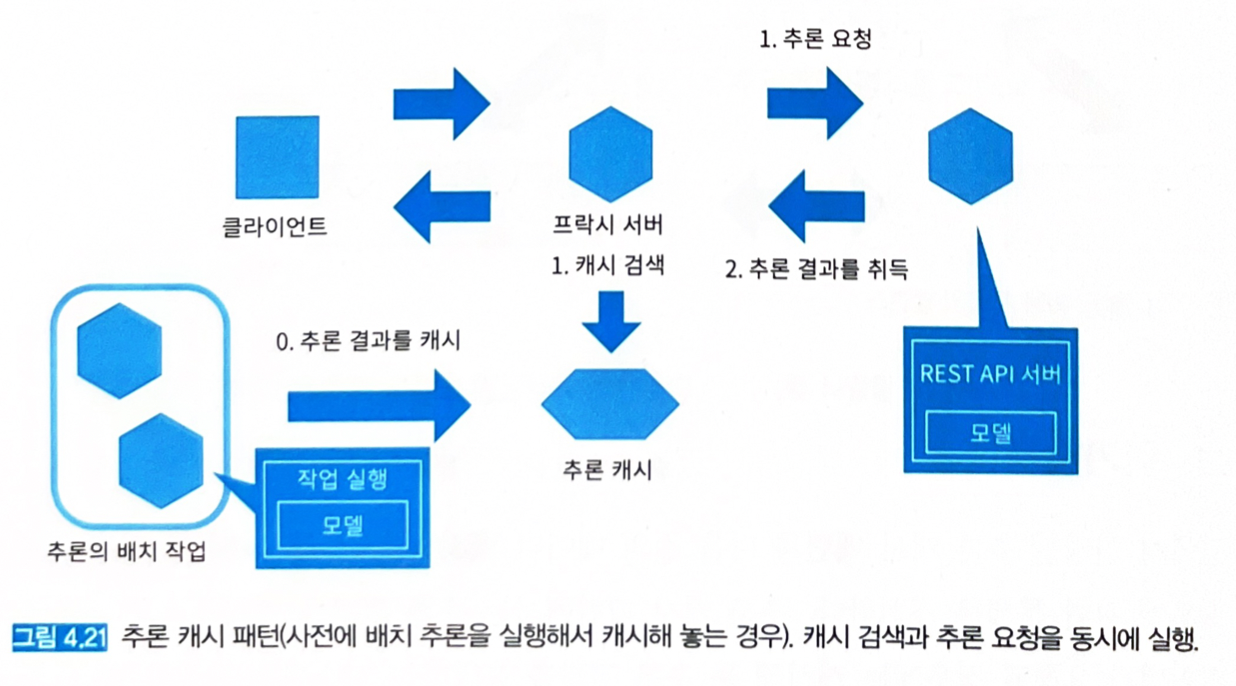 1. 추론 요청
클라이언트
프락시 서버
1. 캐시 검색
2. 추론 결과를 취득
0. 추론 결과를 캐시
REST API 서버
모델
추론 캐시
작업 실행
모델
추론의 배치 작업
그림 4.21 추론 캐시 패턴(사전에 배치 추론을 실행해서 캐시해 놓는 경우). 캐시 검색과 추론 요청을 동시에 실행.